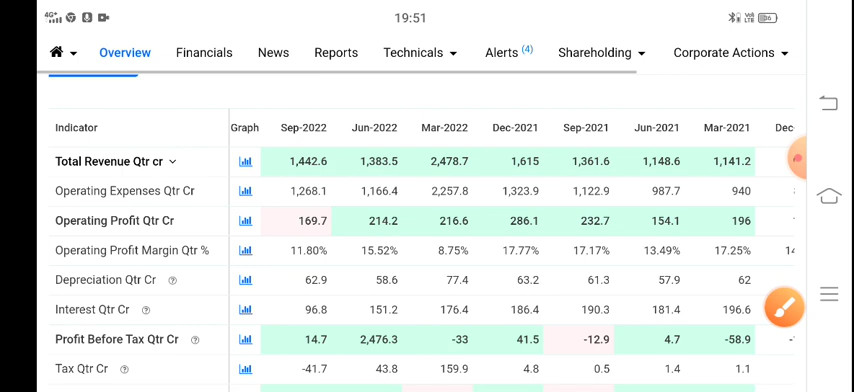 4G+ 19:51 Vo) LTE
Overview Financials News Reports Technicals Alerts (4) Shareholding Corporate Actions
Indicator Graph Sep-2022 Jun-2022 Mar-2022 Dec-2021 Sep-2021 Jun-2021 Mar-2021 Dec-
Total Revenue Qtr cr 1,442.6 1,383.5 2,478.7 1,615 1,361.6 1,148.6 1,141.2
Operating Expenses Qtr Cr 1,268.1 1,166.4 2,257.8 1,323.9 1,122.9 987.7 940
Operating Profit Qtr Cr 169.7 214.2 216.6 286.1 232.7 154.1 196
Operating Profit Margin Qtr % 11.80% 15.52% 8.75% 17.77% 17.17% 13.49% 17.25% 14
Depreciation Qtr Cr ? 62.9 58.6 77.4 63.2 61.3 57.9 62
Interest Qtr Cr ? 96.8 151.2 176.4 186.4 190.3 181.4 196.6
Profit Before Tax Qtr Cr ? 14.7 2,476.3 -33 41.5 -12.9 4.7 -58.9
Tax Qtr Cr ? -41.7 43.8 159.9 4.8 0.5 1.4 1.1